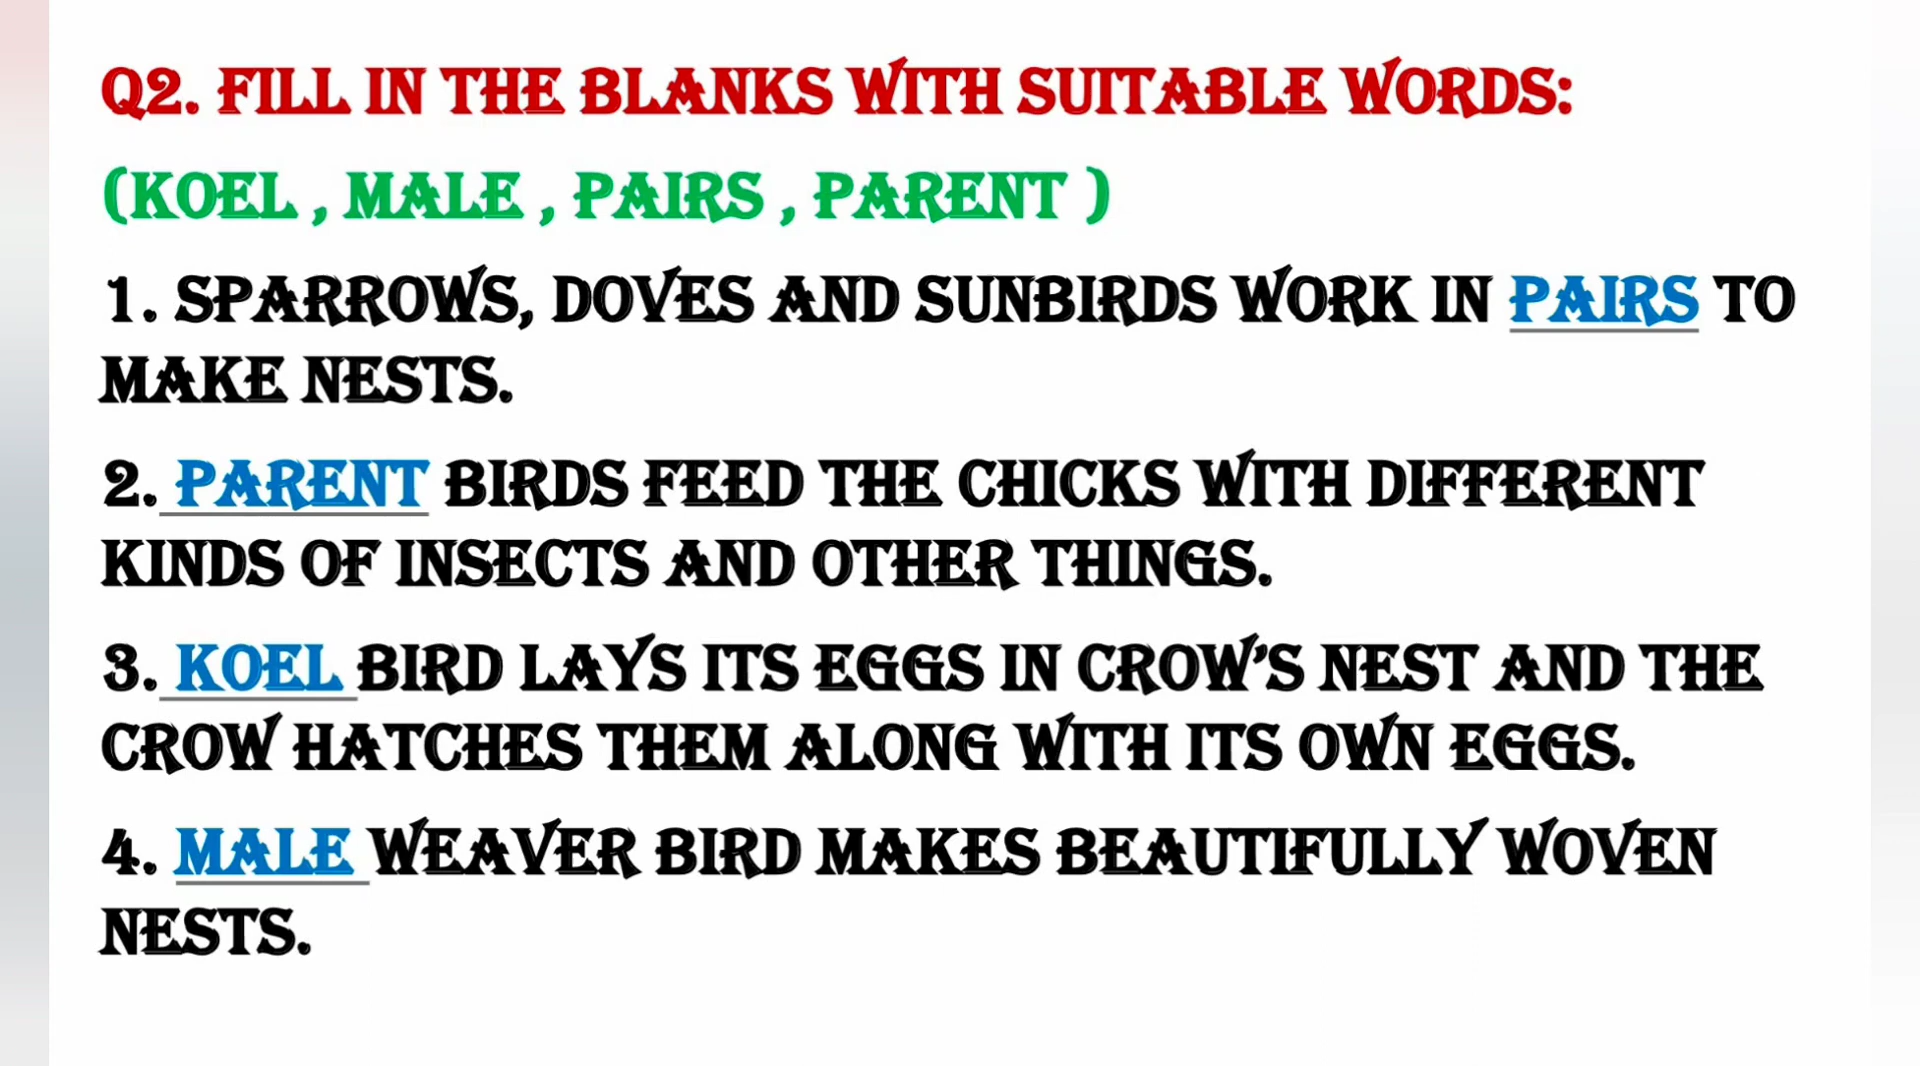 Q2. FILL IN THE BLANKS WITH SUITABLE WORDS:
(KOEL , MALE , PAIRS , PARENT )
1. SPARROWS, DOVES AND SUNBIRDS WORK IN PAIRS TO
MAKE NESTS.
2. PARENT BIRDS FEED THE CHICKS WITH DIFFERENT
KINDS OF INSECTS AND OTHER THINGS.
3. KOEL BIRD LAYS ITS EGGS IN CROW'S NEST AND THE
CROW HATCHES THEM ALONG WITH ITS OWN EGGS.
4. MALE WEAVER BIRD MAKES BEAUTIFULLY WOVEN
NESTS.